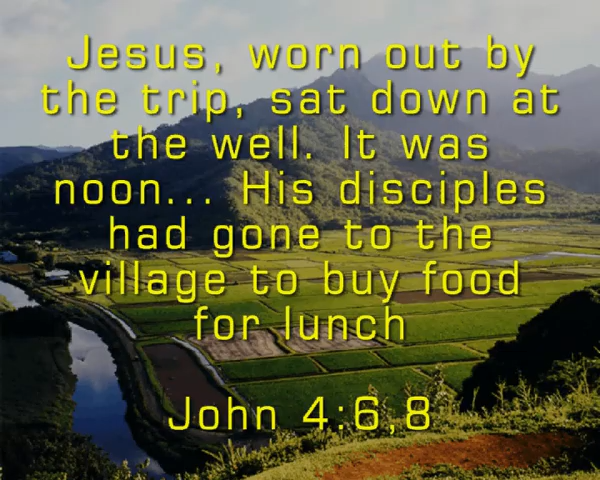 Jesus, worn out by
the trip, sat down at
the well. It was
noon... His disciples
had gone to the
village to buy food
for lunch
John 4:6,8